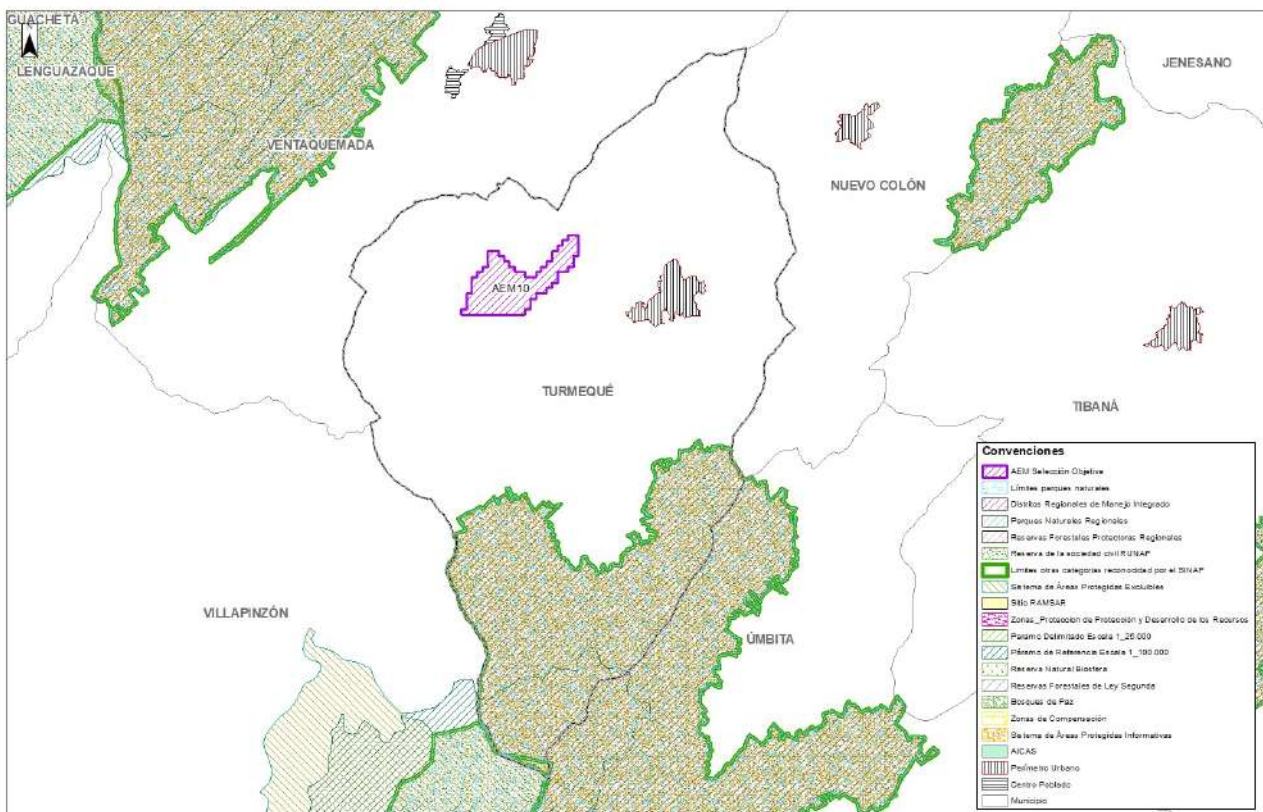 GUACHETÁ
N
LENGUAZAQUE
VENTAQUEMADA
JENESANO
NUEVO COLÓN
AEM10
TURMEQUÉ
TIBANÁ
VILLAPINZÓN
ÚMBITA
Convenciones
AEM Selección Objetiva
Límites parques naturales
Distritos Regionales de Manejo Integrado
Parques Naturales Regionales
Reservas Forestales Protectoras Regionales
Reserva de la sociedad civil RUNAP
Limites otras categorias reconocidad por el SINAP
Sistema de Áreas Protegidas Excluibles
Sitio RAMSAR
Zonas_Proteccion de Protección y Desarrollo de los Recursos
Paramo Delimitado Escala 1_25.000
Páramo de Referencia Escala 1_100.000
Reserva Natural Biosfera
Reservas Forestales de Ley Segunda
Bosques de Paz
Zonas de Compensación
Sistema de Áreas Protegidas Informativas
AICAS
Perímetro Urbano
Centro Poblado
Municipio